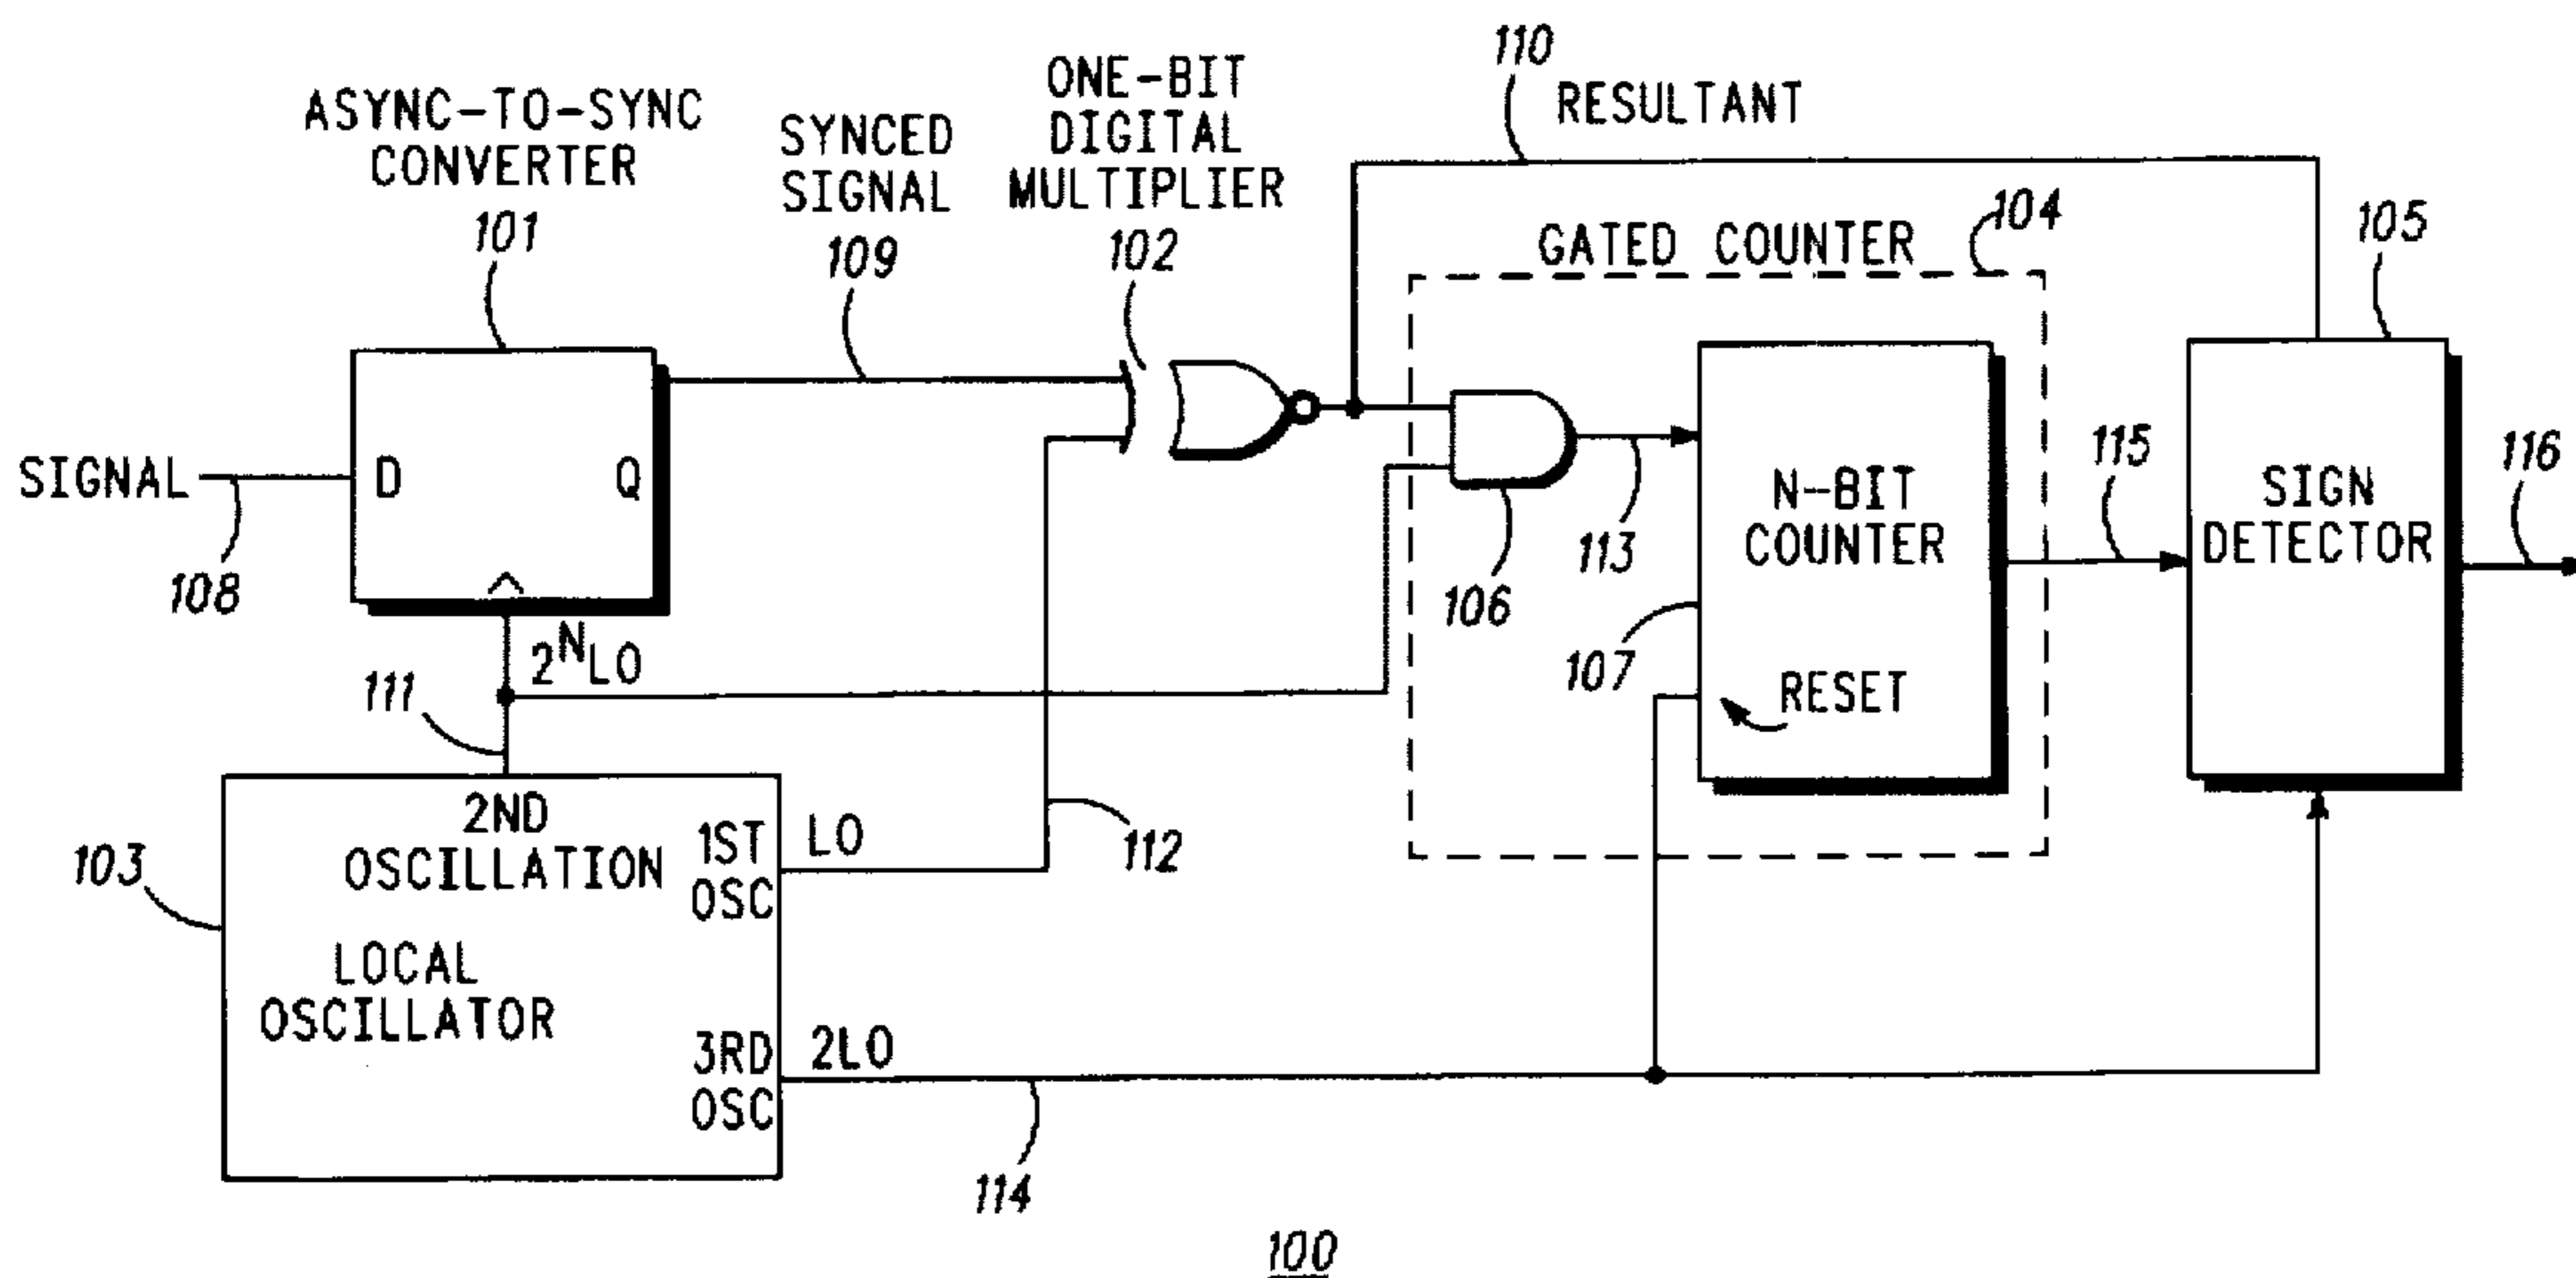 110
RESULTANT
ASYNC-TO-SYNC
CONVERTER
101
SYNCED
SIGNAL
109
ONE-BIT
DIGITAL
MULTIPLIER
102
GATED COUNTER
104
105
SIGNAL
108
D
Q
106
113
N-BIT
COUNTER
107
RESET
115
SIGN
DETECTOR
116
2^N LO
111
2ND
OSCILLATION
1ST
OSC
LO
112
103
LOCAL
OSCILLATOR
3RD
OSC
2LO
114
100